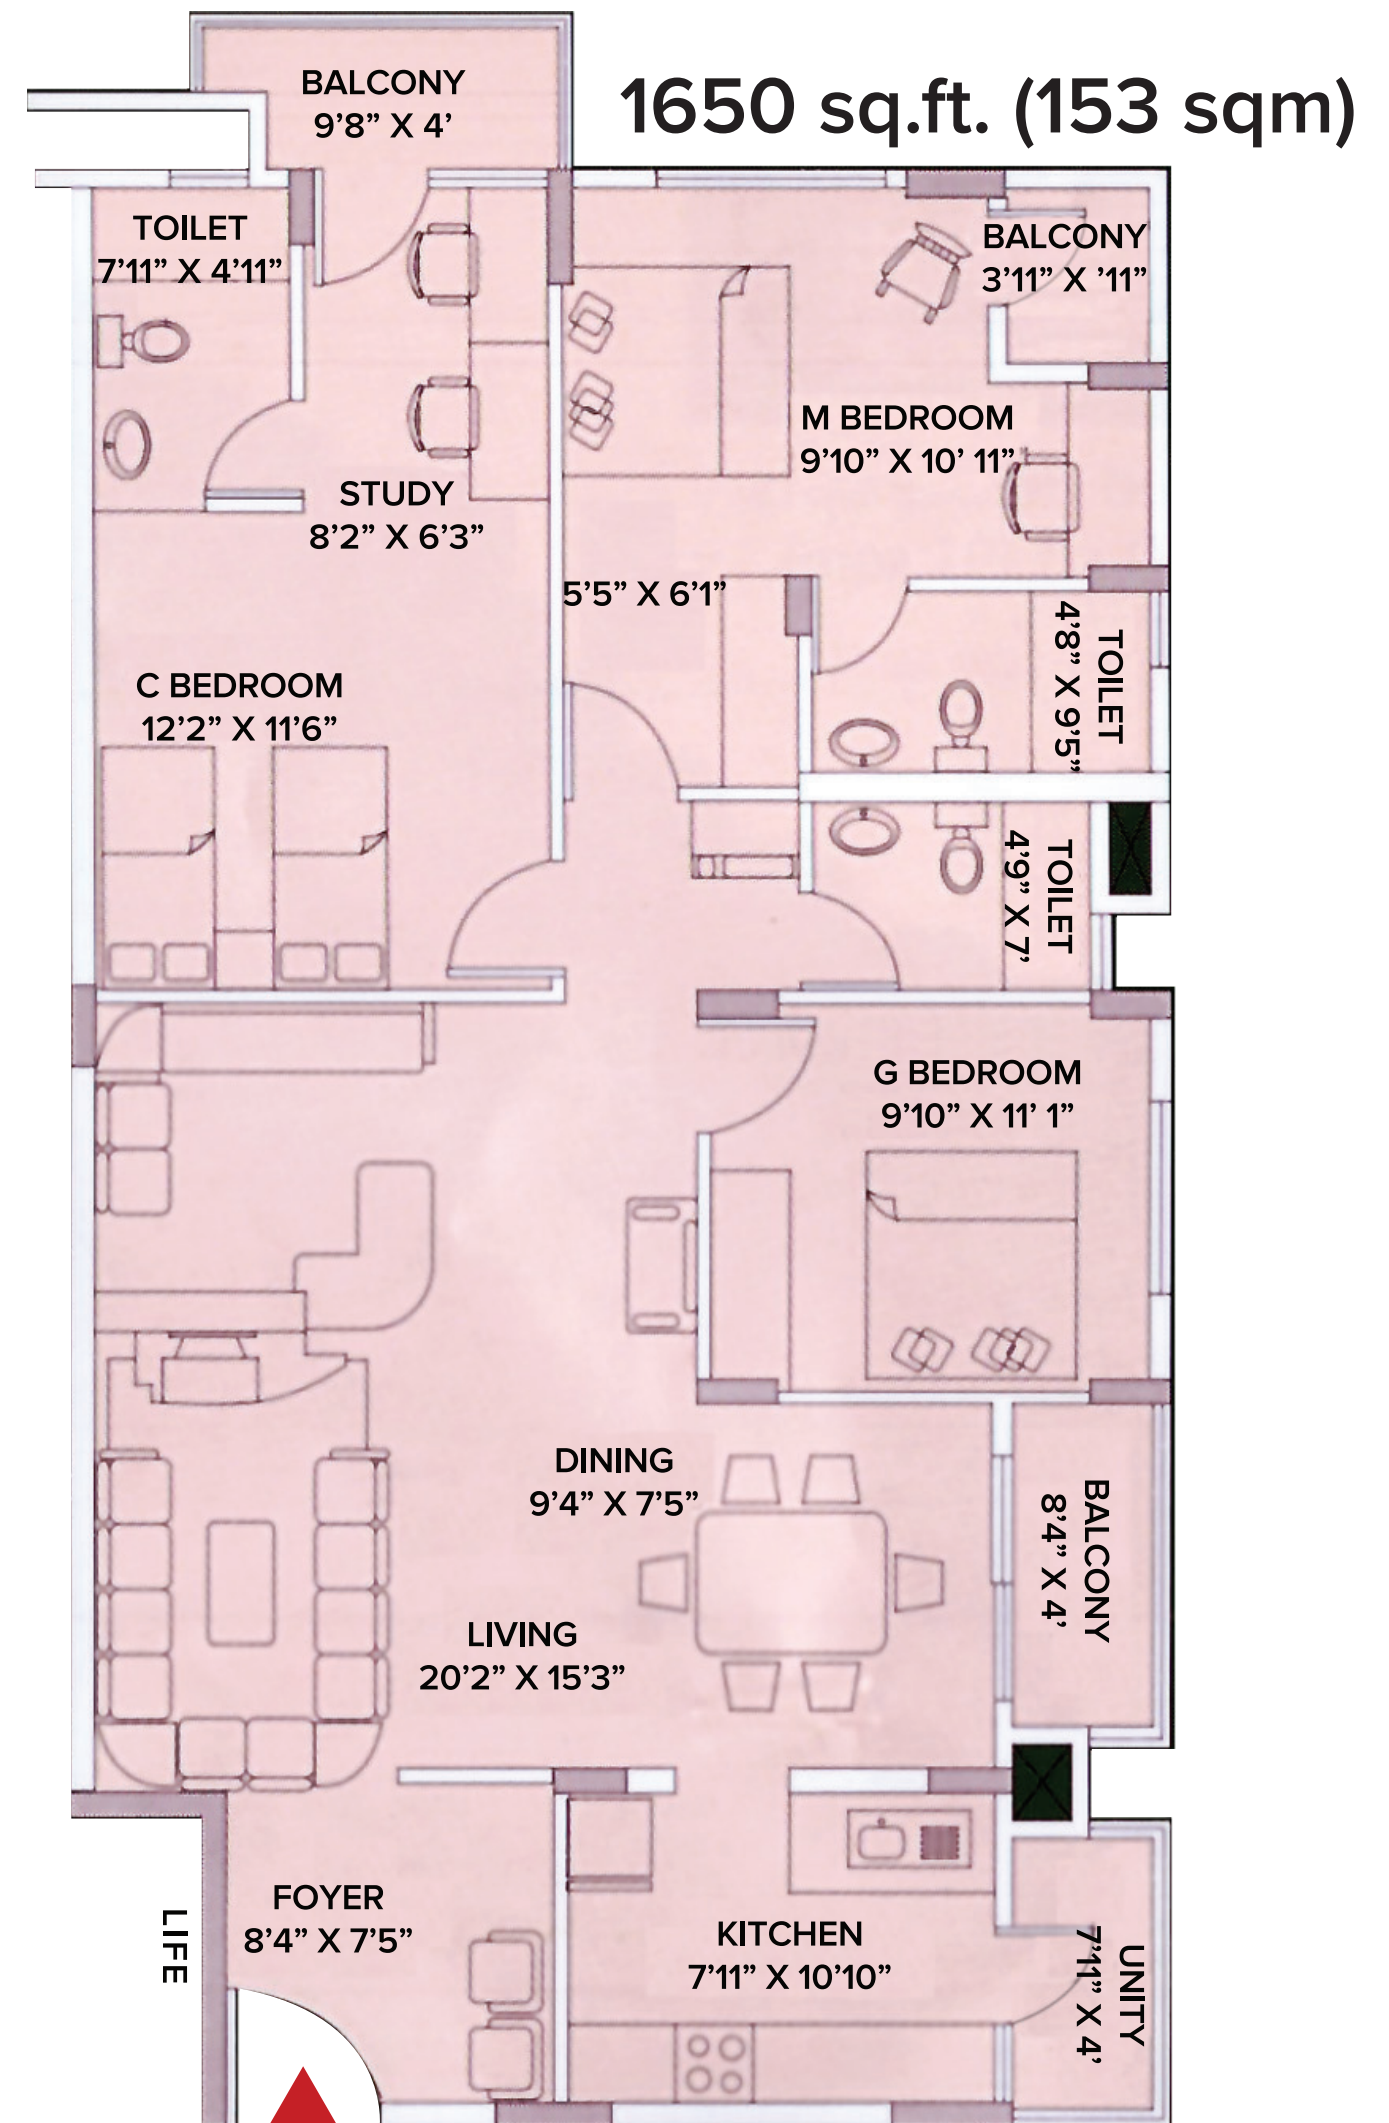 BALCONY
9’8” X 4’
1650 sq.ft. (153 sqm)
TOILET
7’11” X 4’11”
BALCONY
3’11” X ’11”
M BEDROOM
9’10” X 10’ 11”
STUDY
8’2” X 6’3”
5’5” X 6’1”
TOILET
4’8” X 9’5”
C BEDROOM
12’2” X 11’6”
TOILET
4’9” X 7’
G BEDROOM
9’10” X 11’ 1”
DINING
9’4” X 7’5”
BALCONY
8’4” X 4’
LIVING
20’2” X 15’3”
FOYER
8’4” X 7’5”
LIFE
KITCHEN
7’11” X 10’10”
UNITY
7’11” X 4’